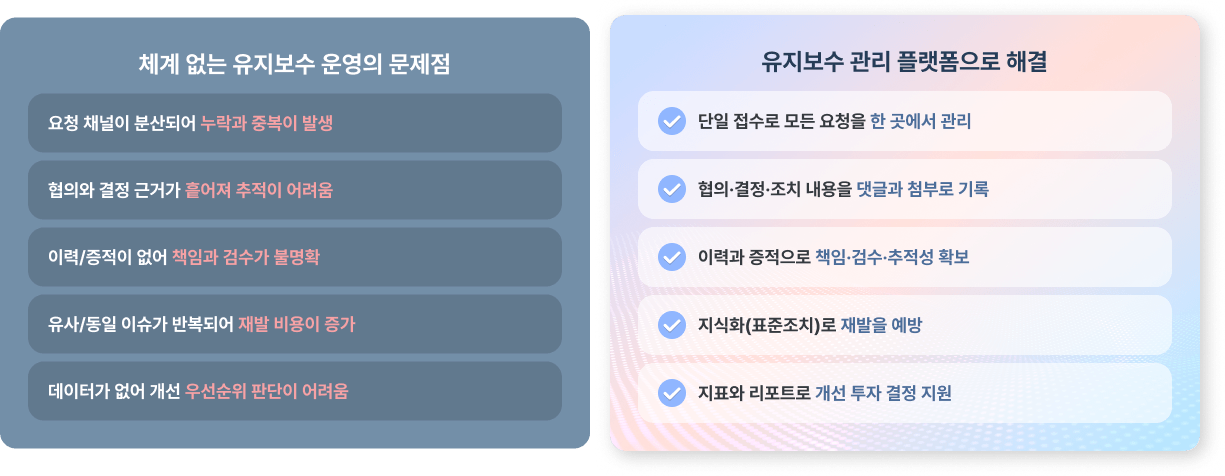 체계 없는 유지보수 운영의 문제점
요청 채널이 분산되어 누락과 중복이 발생
협의와 결정 근거가 흩어져 추적이 어려움
이력/증적이 없어 책임과 검수가 불명확
유사/동일 이슈가 반복되어 재발 비용이 증가
데이터가 없어 개선 우선순위 판단이 어려움
유지보수 관리 플랫폼으로 해결
단일 접수로 모든 요청을 한 곳에서 관리
협의·결정·조치 내용을 댓글과 첨부로 기록
이력과 증적으로 책임·검수·추적성 확보
지식화(표준조치)로 재발을 예방
지표와 리포트로 개선 투자 결정 지원